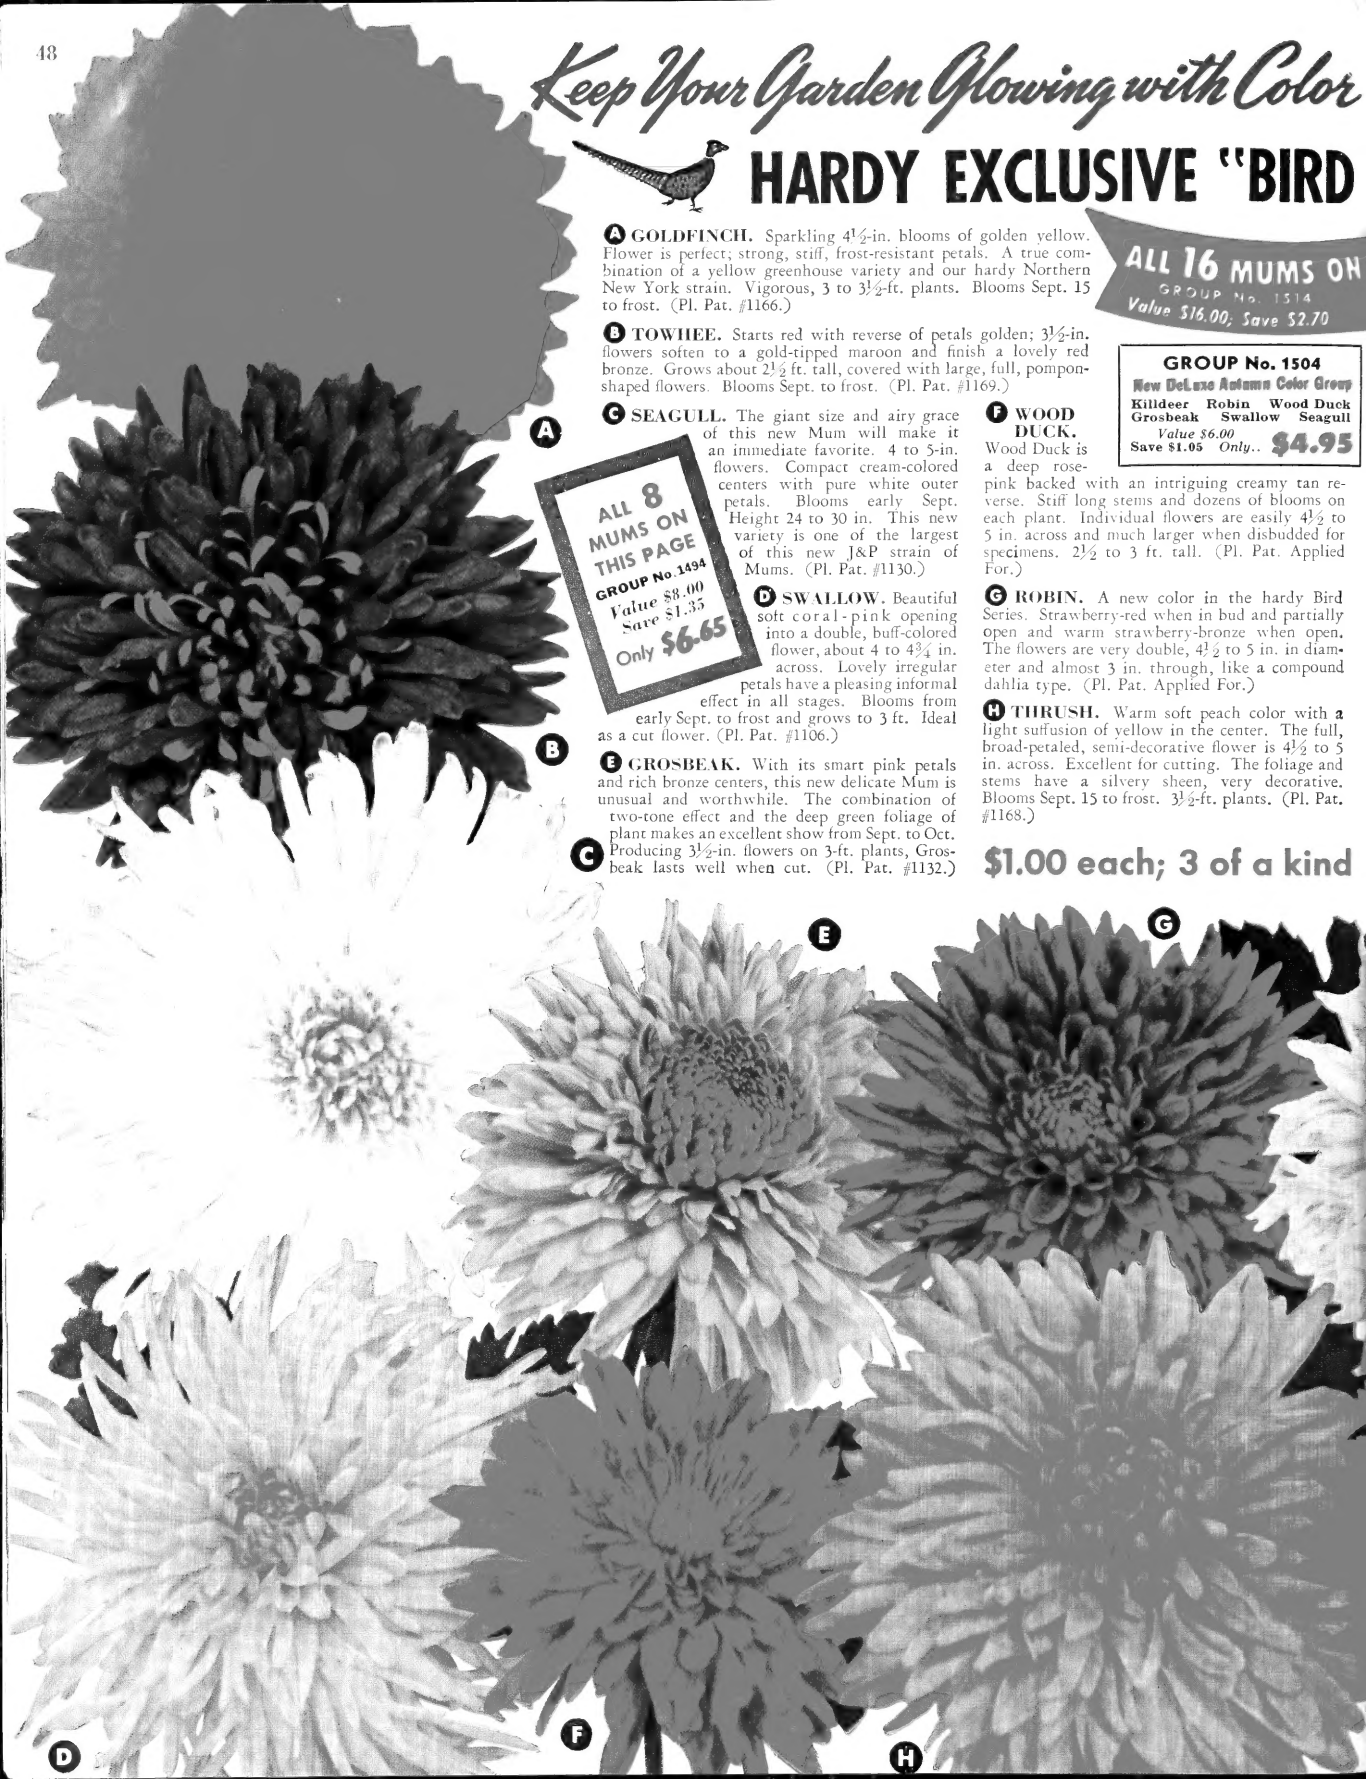 48
Keep Your Garden Glowing with Color
HARDY EXCLUSIVE "BIRD
A GOLDFINCH. Sparkling 4½-in. blooms of golden yellow.
Flower is perfect; strong, stiff, frost-resistant petals. A true com-
bination of a yellow greenhouse variety and our hardy Northern
New York strain. Vigorous, 3 to 3½-ft. plants. Blooms Sept. 15
to frost. (Pl. Pat. #1166.)
ALL 16 MUMS ON
GROUP No. 1514
Value $16.00; Save $2.70
B TOWHEE. Starts red with reverse of petals golden; 3½-in.
flowers soften to a gold-tipped maroon and finish a lovely red
bronze. Grows about 2½ ft. tall, covered with large, full, pompon-
shaped flowers. Blooms Sept. to frost. (Pl. Pat. #1169.)
GROUP No. 1504
New DeLuxe Autumn Color Group
Killdeer Robin Wood Duck
Grosbeak Swallow Seagull
Value $6.00
Save $1.05 Only.. $4.95
C SEAGULL. The giant size and airy grace
of this new Mum will make it
an immediate favorite. 4 to 5-in.
flowers. Compact cream-colored
centers with pure white outer
petals. Blooms early Sept.
Height 24 to 30 in. This new
variety is one of the largest
of this new J&P strain of
Mums. (Pl. Pat. #1130.)
ALL 8
MUMS ON
THIS PAGE
GROUP No. 1494
Value $8.00
Save $1.35
Only $6.65
D SWALLOW. Beautiful
soft coral-pink opening
into a double, buff-colored
flower, about 4 to 4¾ in.
across. Lovely irregular
petals have a pleasing informal
effect in all stages. Blooms from
early Sept. to frost and grows to 3 ft. Ideal
as a cut flower. (Pl. Pat. #1106.)
E GROSBEAK. With its smart pink petals
and rich bronze centers, this new delicate Mum is
unusual and worthwhile. The combination of
two-tone effect and the deep green foliage of
plant makes an excellent show from Sept. to Oct.
Producing 3½-in. flowers on 3-ft. plants, Gros-
beak lasts well when cut. (Pl. Pat. #1132.)
F WOOD
DUCK.
Wood Duck is
a deep rose-
pink backed with an intriguing creamy tan re-
verse. Stiff long stems and dozens of blooms on
each plant. Individual flowers are easily 4½ to
5 in. across and much larger when disbudded for
specimens. 2½ to 3 ft. tall. (Pl. Pat. Applied
For.)
G ROBIN. A new color in the hardy Bird
Series. Strawberry-red when in bud and partially
open and warm strawberry-bronze when open.
The flowers are very double, 4½ to 5 in. in diam-
eter and almost 3 in. through, like a compound
dahlia type. (Pl. Pat. Applied For.)
H THRUSH. Warm soft peach color with a
light suffusion of yellow in the center. The full,
broad-petaled, semi-decorative flower is 4½ to 5
in. across. Excellent for cutting. The foliage and
stems have a silvery sheen, very decorative.
Blooms Sept. 15 to frost. 3½-ft. plants. (Pl. Pat.
#1168.)
$1.00 each; 3 of a kind
A
B
C
E
G
D
F
H